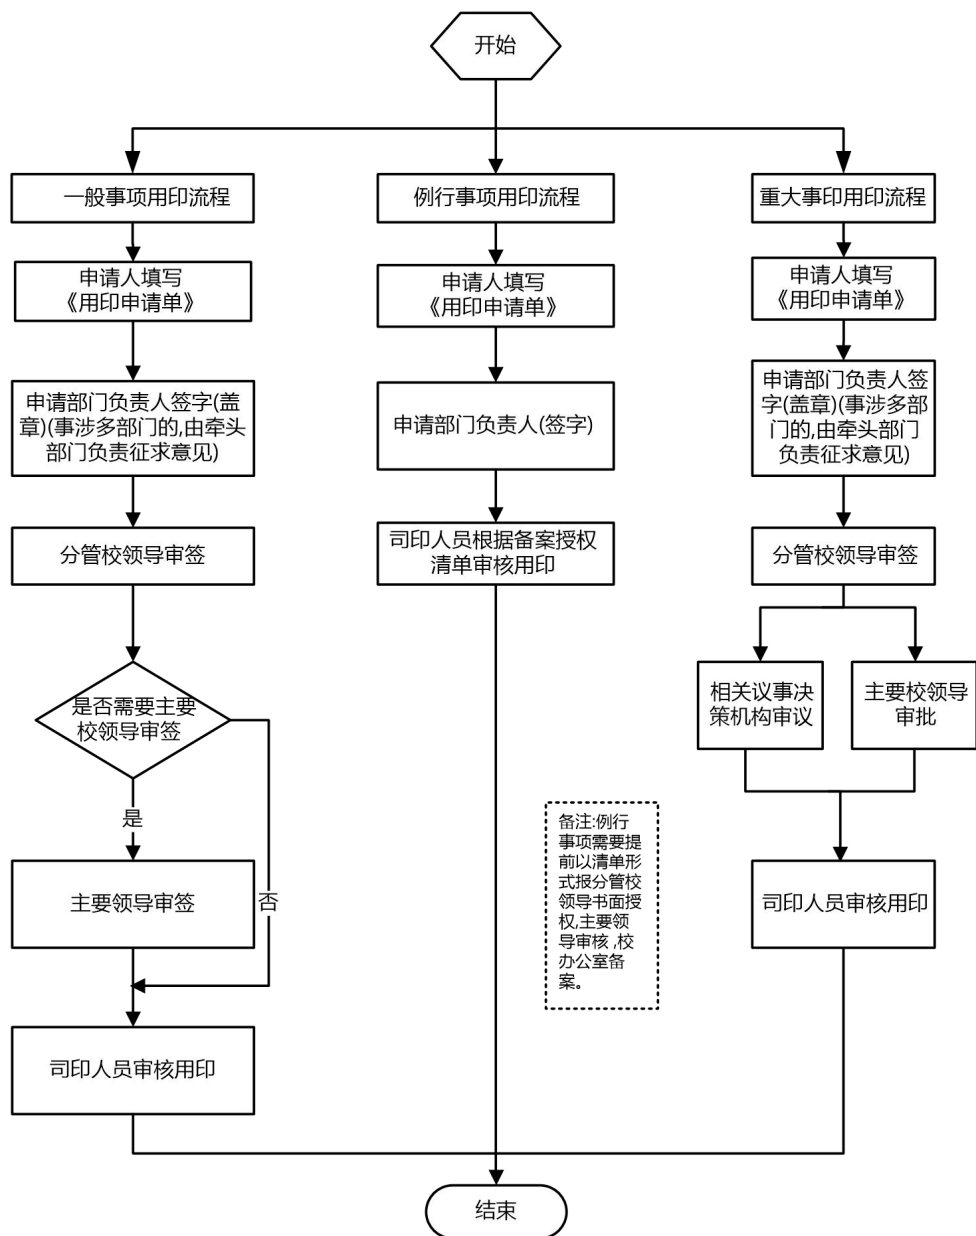 开始
一般事项用印流程
申请人填写
《用印申请单》
申请部门负责人签字(盖
章)(事涉多部门的,由牵头
部门负责征求意见)
分管校领导审签
是否需要主要
校领导审签
是
否
主要领导审签
司印人员审核用印
例行事项用印流程
申请人填写
《用印申请单》
申请部门负责人(签字)
司印人员根据备案授权
清单审核用印
备注:例行
事项需要提
前以清单形
式报分管校
领导书面授
权,主要领
导审核,校
办公室备
案。
重大事印用印流程
申请人填写
《用印申请单》
申请部门负责人签
字(盖章)(事涉多部
门的,由牵头部门
负责征求意见)
分管校领导审签
相关议事决
策机构审议
主要校领导
审批
司印人员审核用印
结束